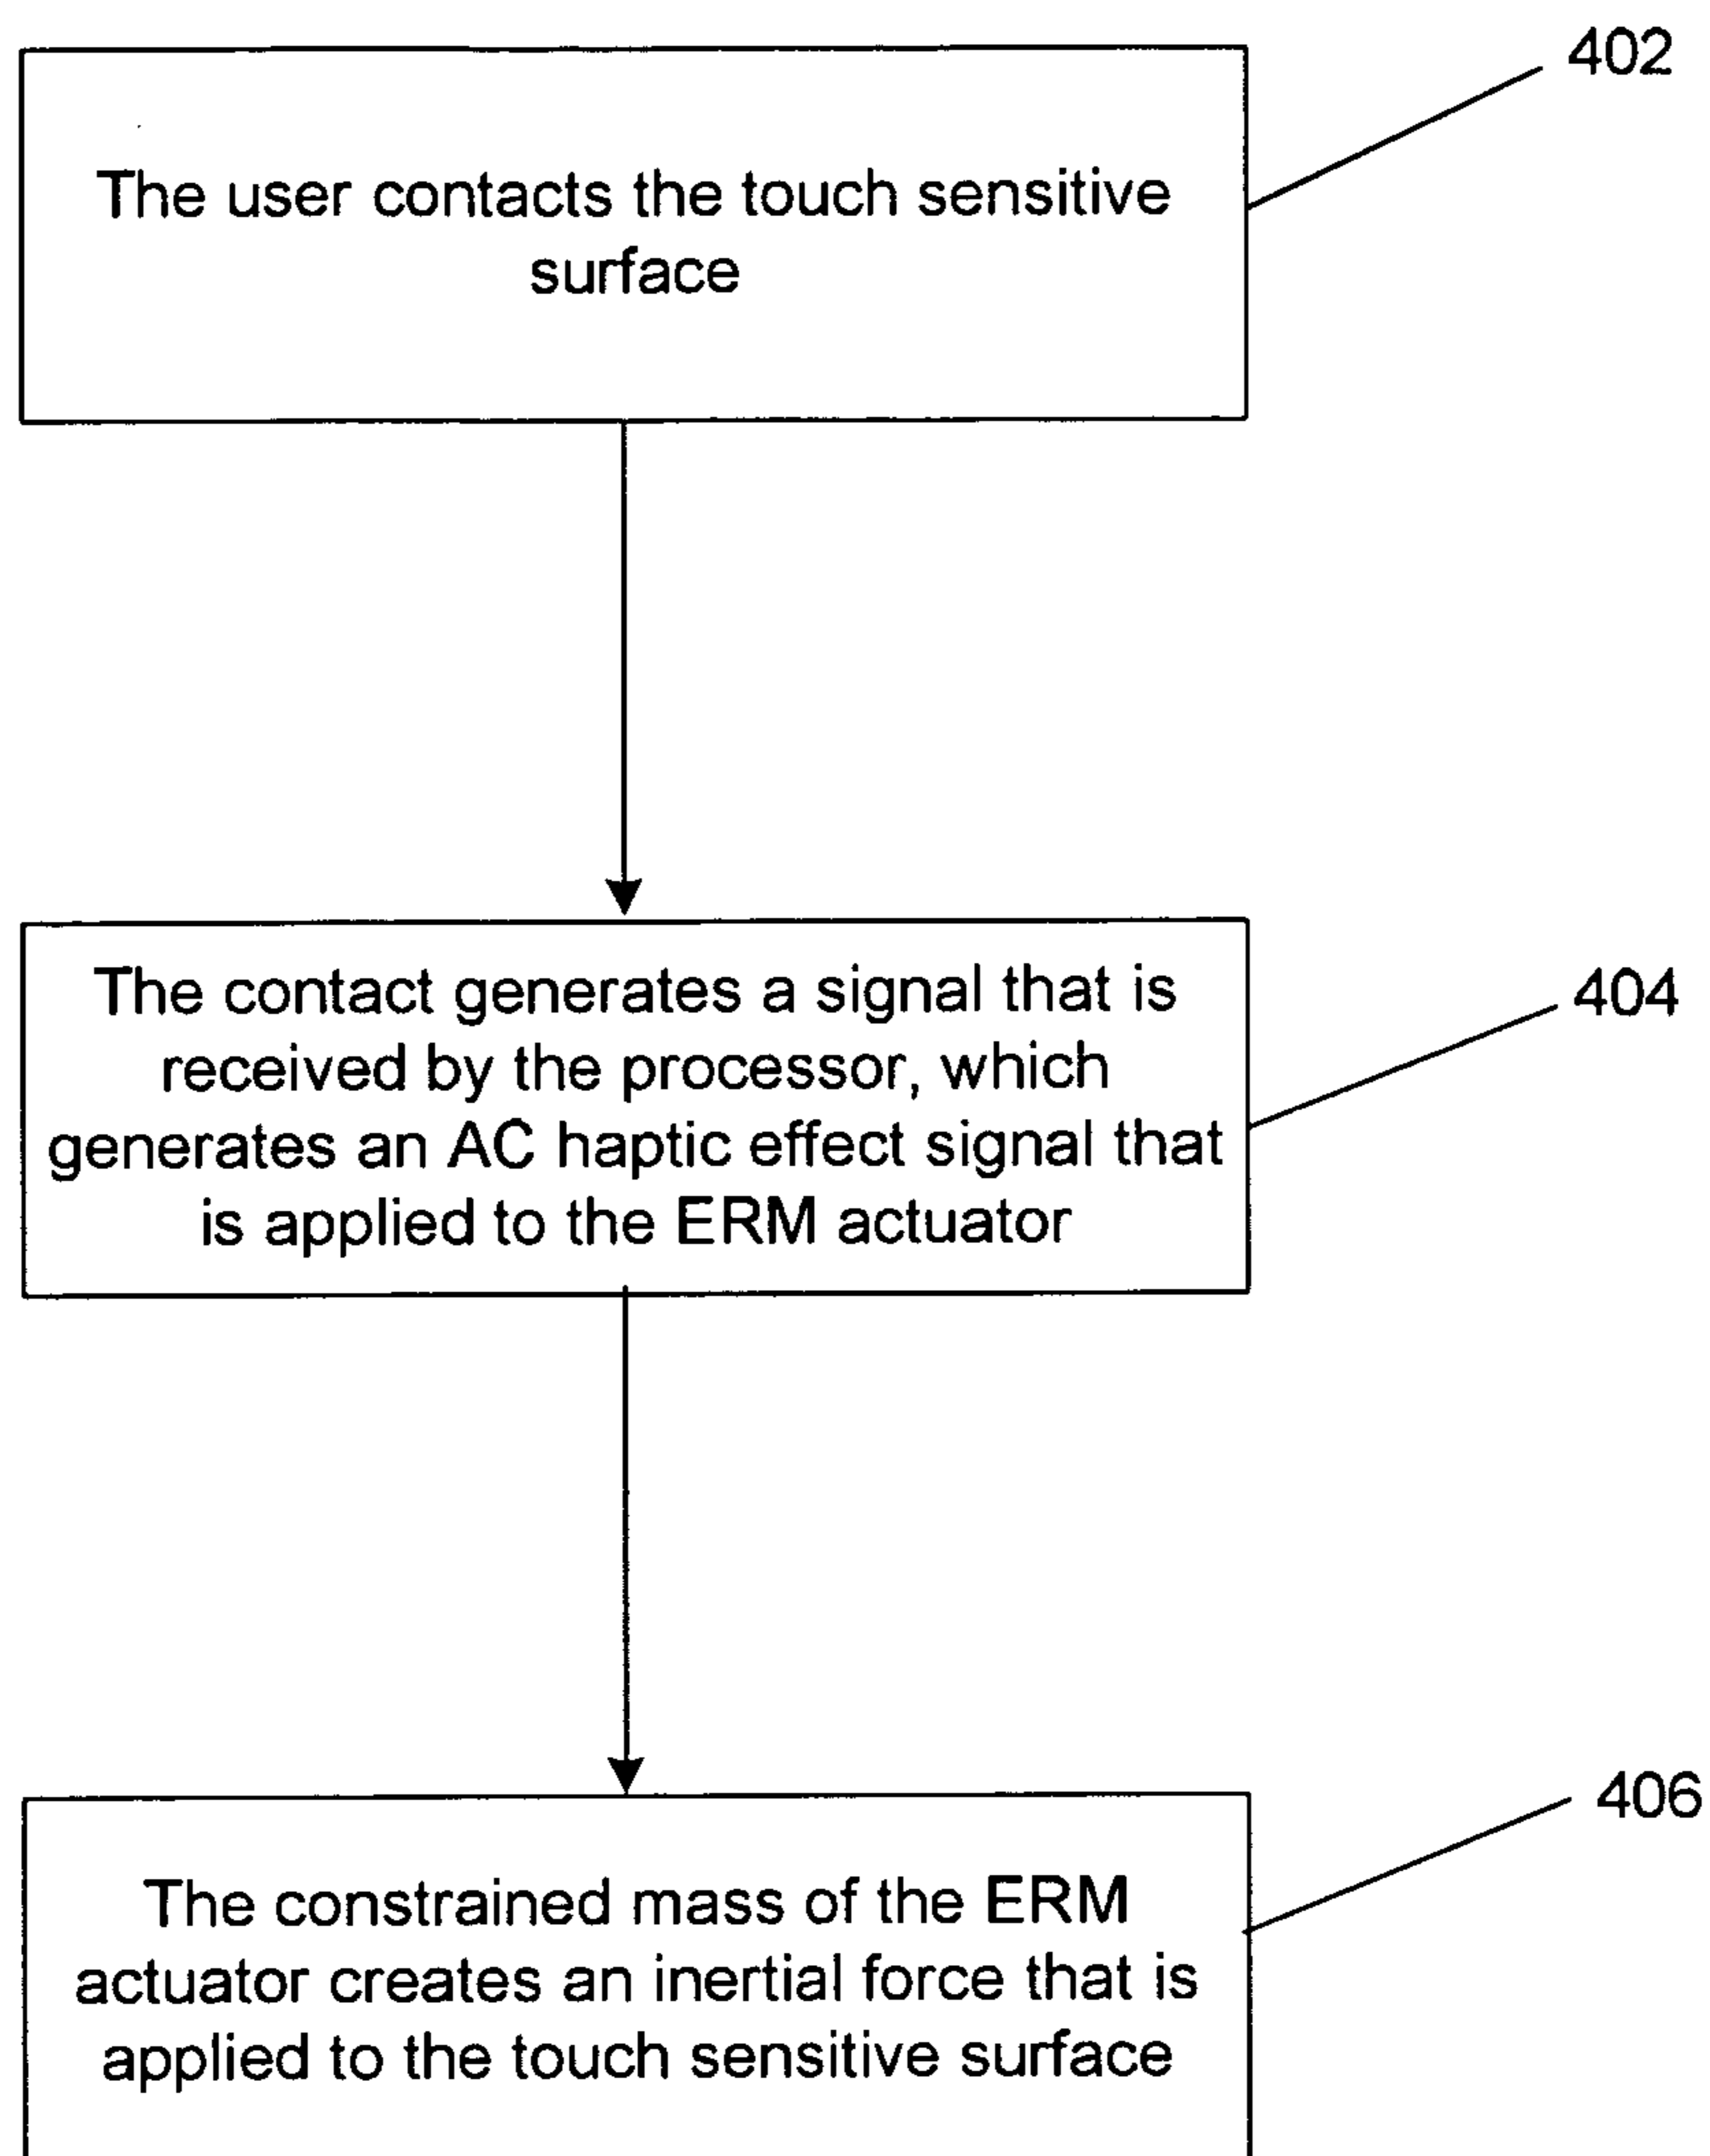 402
The user contacts the touch sensitive
surface
The contact generates a signal that is
received by the processor, which
generates an AC haptic effect signal that
is applied to the ERM actuator
404
The constrained mass of the ERM
actuator creates an inertial force that is
applied to the touch sensitive surface
406